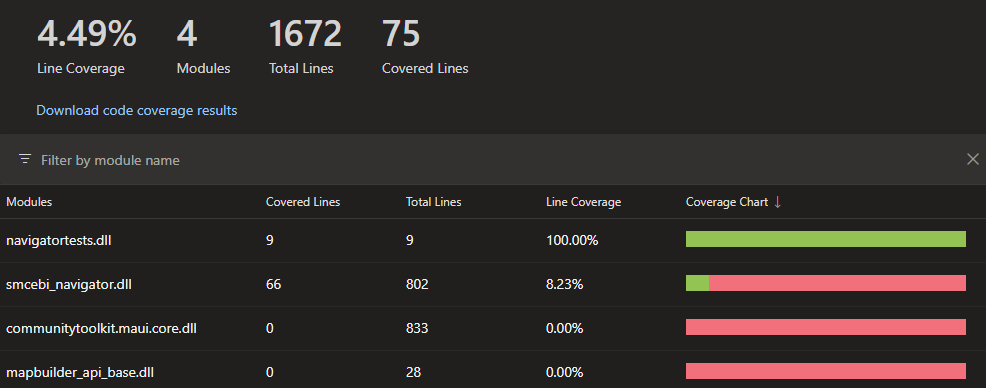 4.49% 4 1672 75
Line Coverage Modules Total Lines Covered Lines
Download code coverage results
Filter by module name
Modules Covered Lines Total Lines Line Coverage Coverage Chart ↓
navigatortests.dll 9 9 100.00%
smcebi_navigator.dll 66 802 8.23%
communitytoolkit.maui.core.dll 0 833 0.00%
mapbuilder_api_base.dll 0 28 0.00%